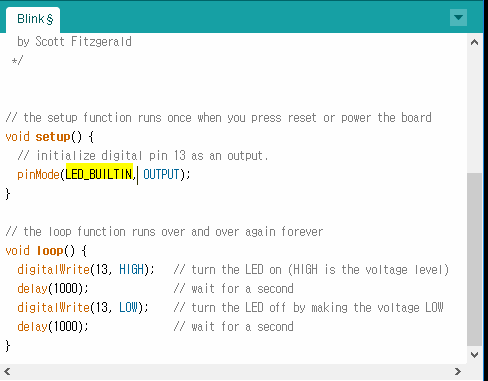 Blink§
by Scott Fitzgerald
*/
// the setup function runs once when you press reset or power the board
void setup() {
// initialize digital pin 13 as an output.
pinMode(LED_BUILTIN, OUTPUT);
}
// the loop function runs over and over again forever
void loop() {
digitalWrite(13, HIGH);   // turn the LED on (HIGH is the voltage level)
delay(1000);              // wait for a second
digitalWrite(13, LOW);    // turn the LED off by making the voltage LOW
delay(1000);              // wait for a second
}